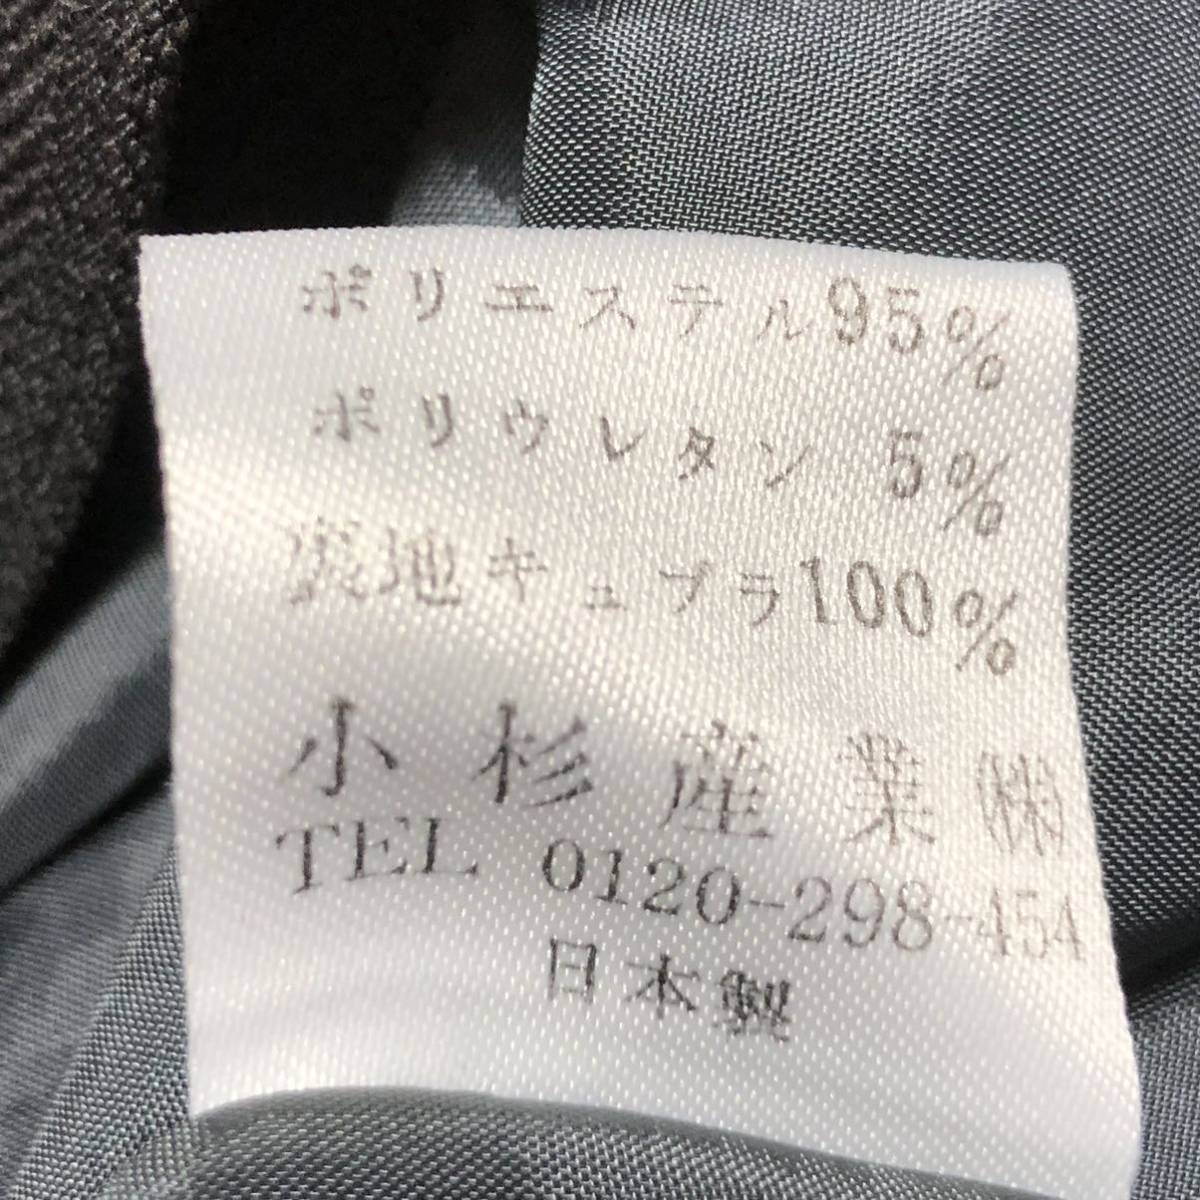 ポリエステル95%
ポリウレタン 5%
裏地キュプラ100%
小杉産業㈱
TEL 0120-298-454
日本製